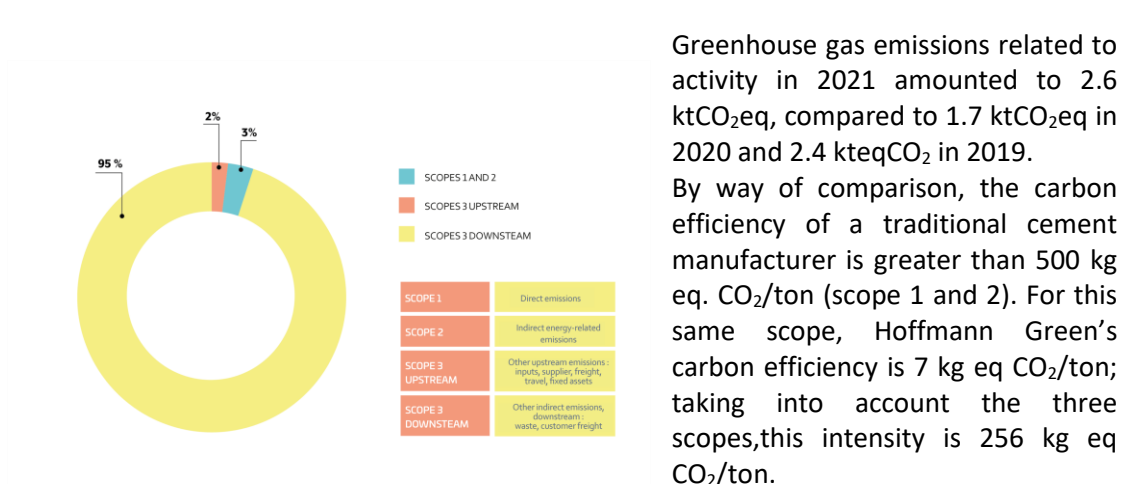 2%
3%
95 %
SCOPES 1 AND 2
SCOPES 3 UPSTREAM
SCOPES 3 DOWNSTEAM
SCOPE 1
Direct emissions
SCOPE 2
Indirect energy-related
emissions
SCOPE 3
UPSTREAM
Other upstream emissions :
inputs, supplier, freight,
travel, fixed assets
SCOPE 3
DOWNSTEAM
Other indirect emissions,
downstream :
waste, customer freight
Greenhouse gas emissions related to
activity in 2021 amounted to 2.6
ktCO₂eq, compared to 1.7 ktCO₂eq in
2020 and 2.4 kteqCO₂ in 2019.
By way of comparison, the carbon
efficiency of a traditional cement
manufacturer is greater than 500 kg
eq. CO₂/ton (scope 1 and 2). For this
same scope, Hoffmann Green’s
carbon efficiency is 7 kg eq CO₂/ton;
taking into account the three
scopes,this intensity is 256 kg eq
CO₂/ton.